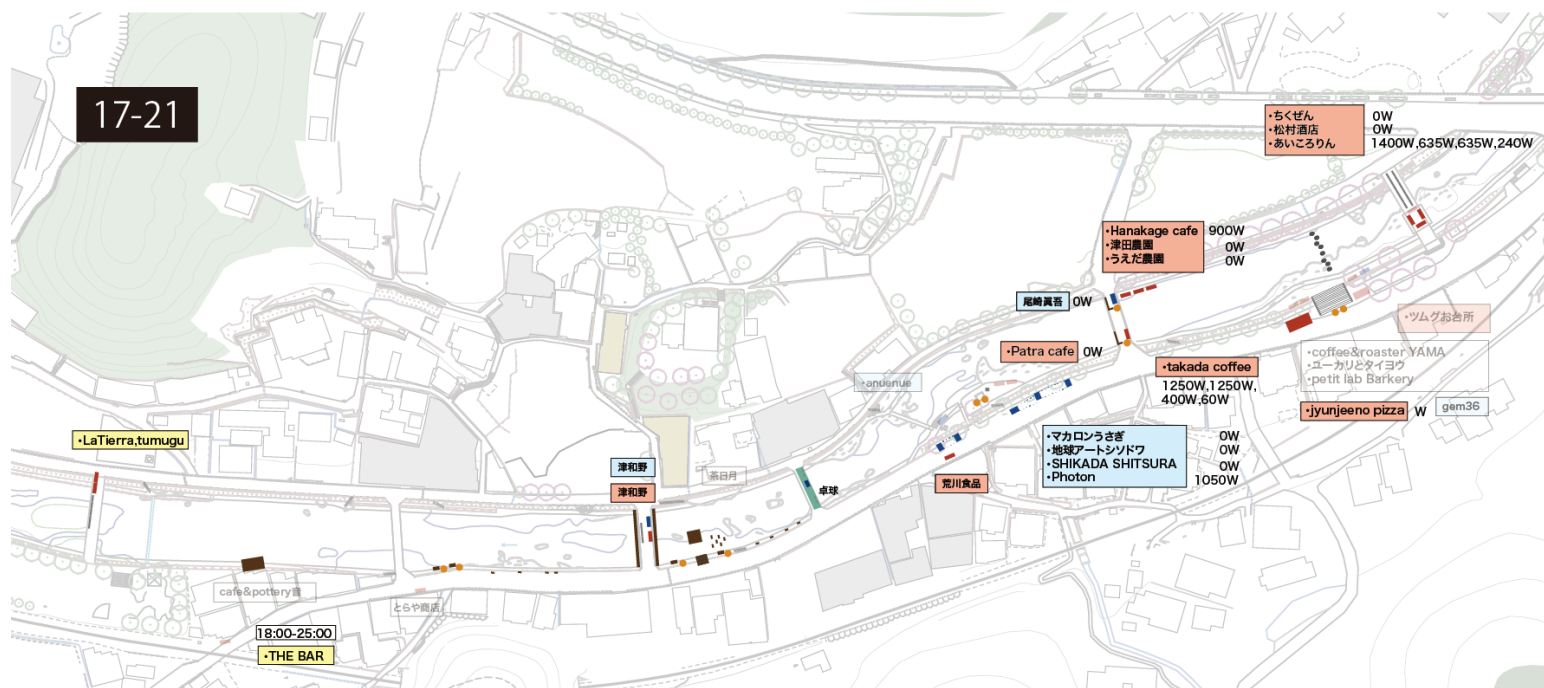 17-21
・ちくぜん 0W
・松村酒店 0W
・あいころりん 1400W,635W,635W,240W
・Hanakage cafe 900W
・津田農園 0W
・うえだ農園 0W
尾崎眞吾 0W
・ツムグお台所
・Patra cafe 0W
・coffee&roaster YAMA
・ユーカリとタイヨウ
・petit lab Barkery
・takada coffee
1250W,1250W,
400W,60W
・anuenue
・jyunjeeno pizza W
gem36
・マカロンうさぎ 0W
・地球アートシソドワ 0W
・SHIKADA SHITSURA 0W
・Photon 1050W
・LaTierra,tumugu
津和野
津和野
茶日月
卓球
荒川食品
cafe&pottery音
とらや商店
18:00-25:00
・THE BAR